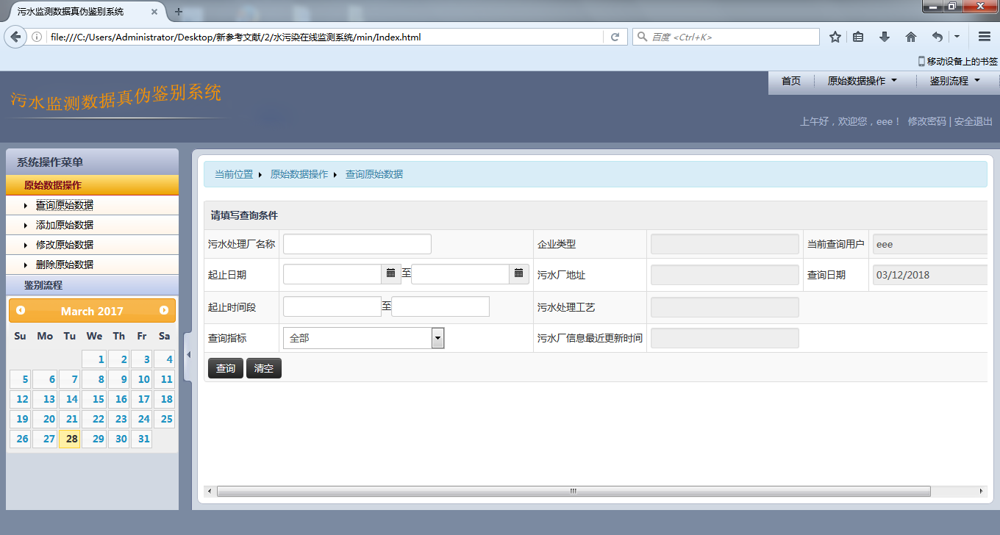 污水监测数据真伪鉴别系统
file:///C:/Users/Administrator/Desktop/新参考文献/2/水污染在线监测系统/min/Index.html
百度 <Ctrl+K>
移动设备上的书签
污水监测数据真伪鉴别系统
首页 原始数据操作 鉴别流程
上午好，欢迎您，eee！ 修改密码 | 安全退出
系统操作菜单
原始数据操作
查询原始数据
添加原始数据
修改原始数据
删除原始数据
鉴别流程
March 2017
Su Mo Tu We Th Fr Sa
1 2 3 4
5 6 7 8 9 10 11
12 13 14 15 16 17 18
19 20 21 22 23 24 25
26 27 28 29 30 31
当前位置 原始数据操作 查询原始数据
请填写查询条件
污水处理厂名称 企业类型 当前查询用户 eee
起止日期 至 污水厂地址 查询日期 03/12/2018
起止时间段 至 污水处理工艺
查询指标 全部 污水厂信息最近更新时间
查询 清空